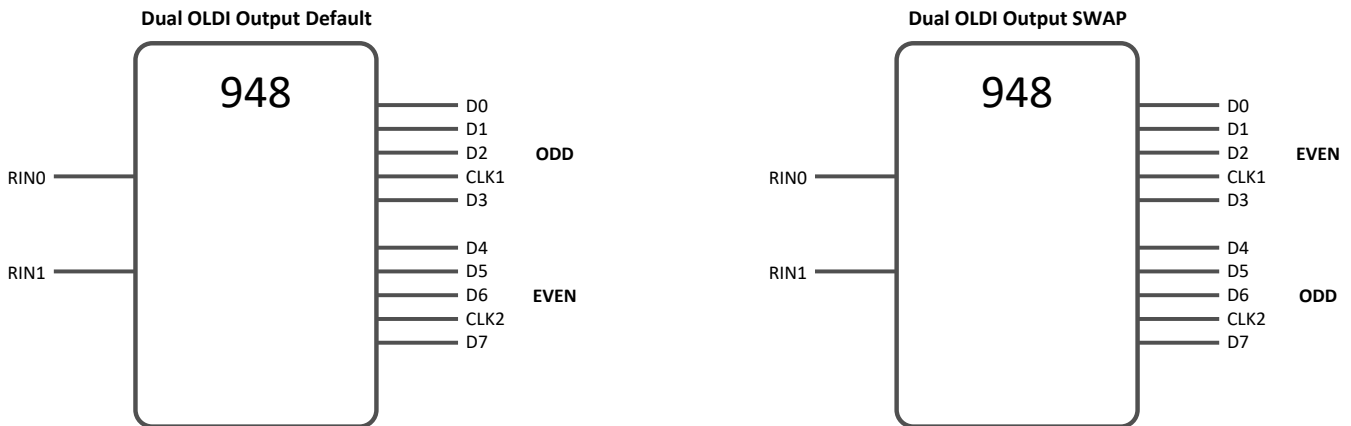 Dual OLDI Output Default
948
RIN0
RIN1
D0
D1
D2
CLK1
D3
ODD
D4
D5
D6
CLK2
D7
EVEN
Dual OLDI Output SWAP
948
RIN0
RIN1
D0
D1
D2
CLK1
D3
EVEN
D4
D5
D6
CLK2
D7
ODD